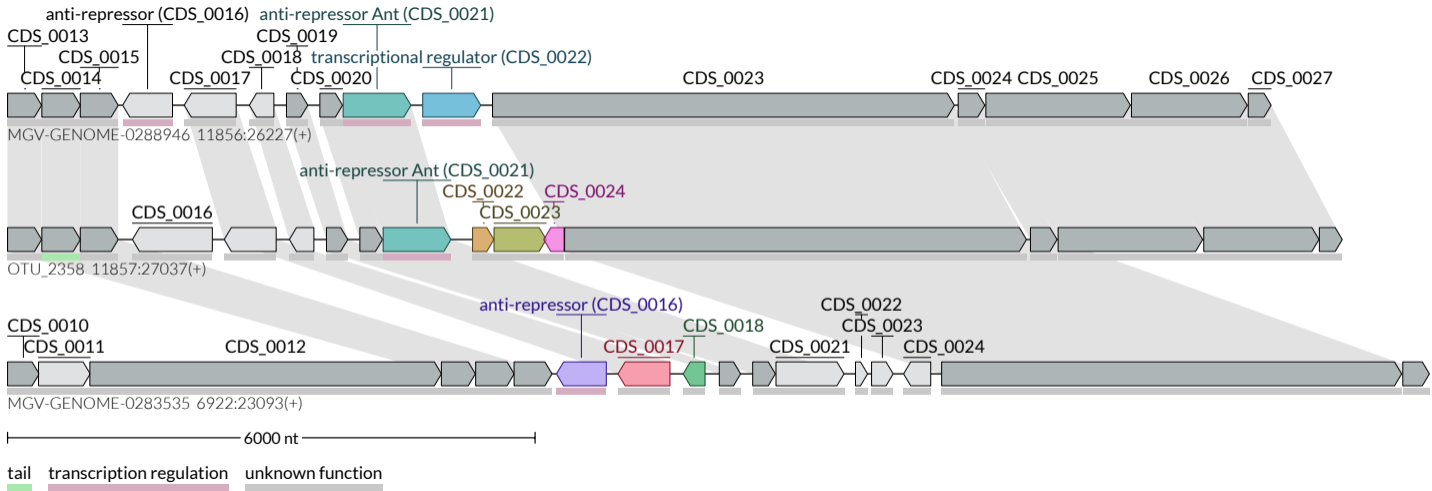 anti-repressor (CDS_0016) anti-repressor Ant (CDS_0021)
CDS_0013 CDS_0019
CDS_0015 CDS_0018 transcriptional regulator (CDS_0022)
CDS_0014 CDS_0017 CDS_0020 CDS_0023 CDS_0024 CDS_0025 CDS_0026 CDS_0027
MGV-GENOME-0288946 11856:26227(+)
anti-repressor Ant (CDS_0021)
CDS_0022 CDS_0024
CDS_0016 CDS_0023
OTU_2358 11857:27037(+)
anti-repressor (CDS_0016) CDS_0022
CDS_0010 CDS_0018 CDS_0023
CDS_0011 CDS_0012 CDS_0017 CDS_0021 CDS_0024
MGV-GENOME-0283535 6922:23093(+)
6000 nt
tail transcription regulation unknown function